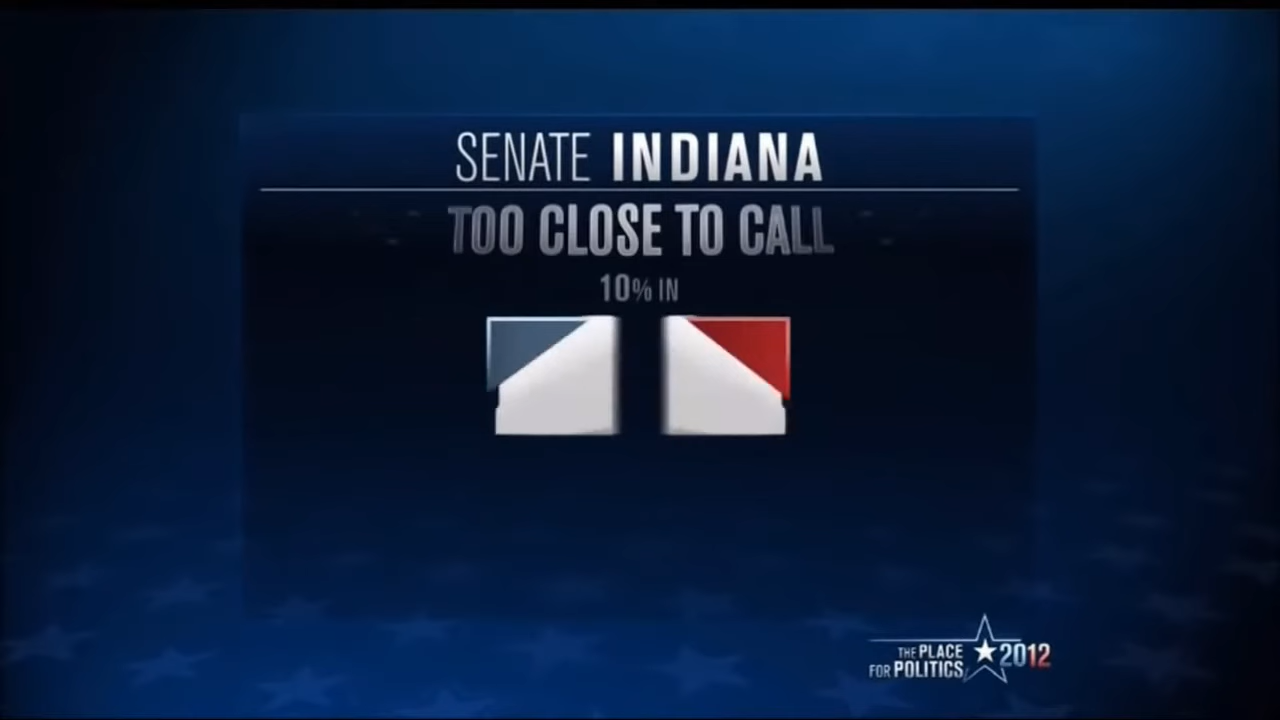 SENATE INDIANA
TOO CLOSE TO CALL
10% IN
THE PLACE
FOR POLITICS
2012